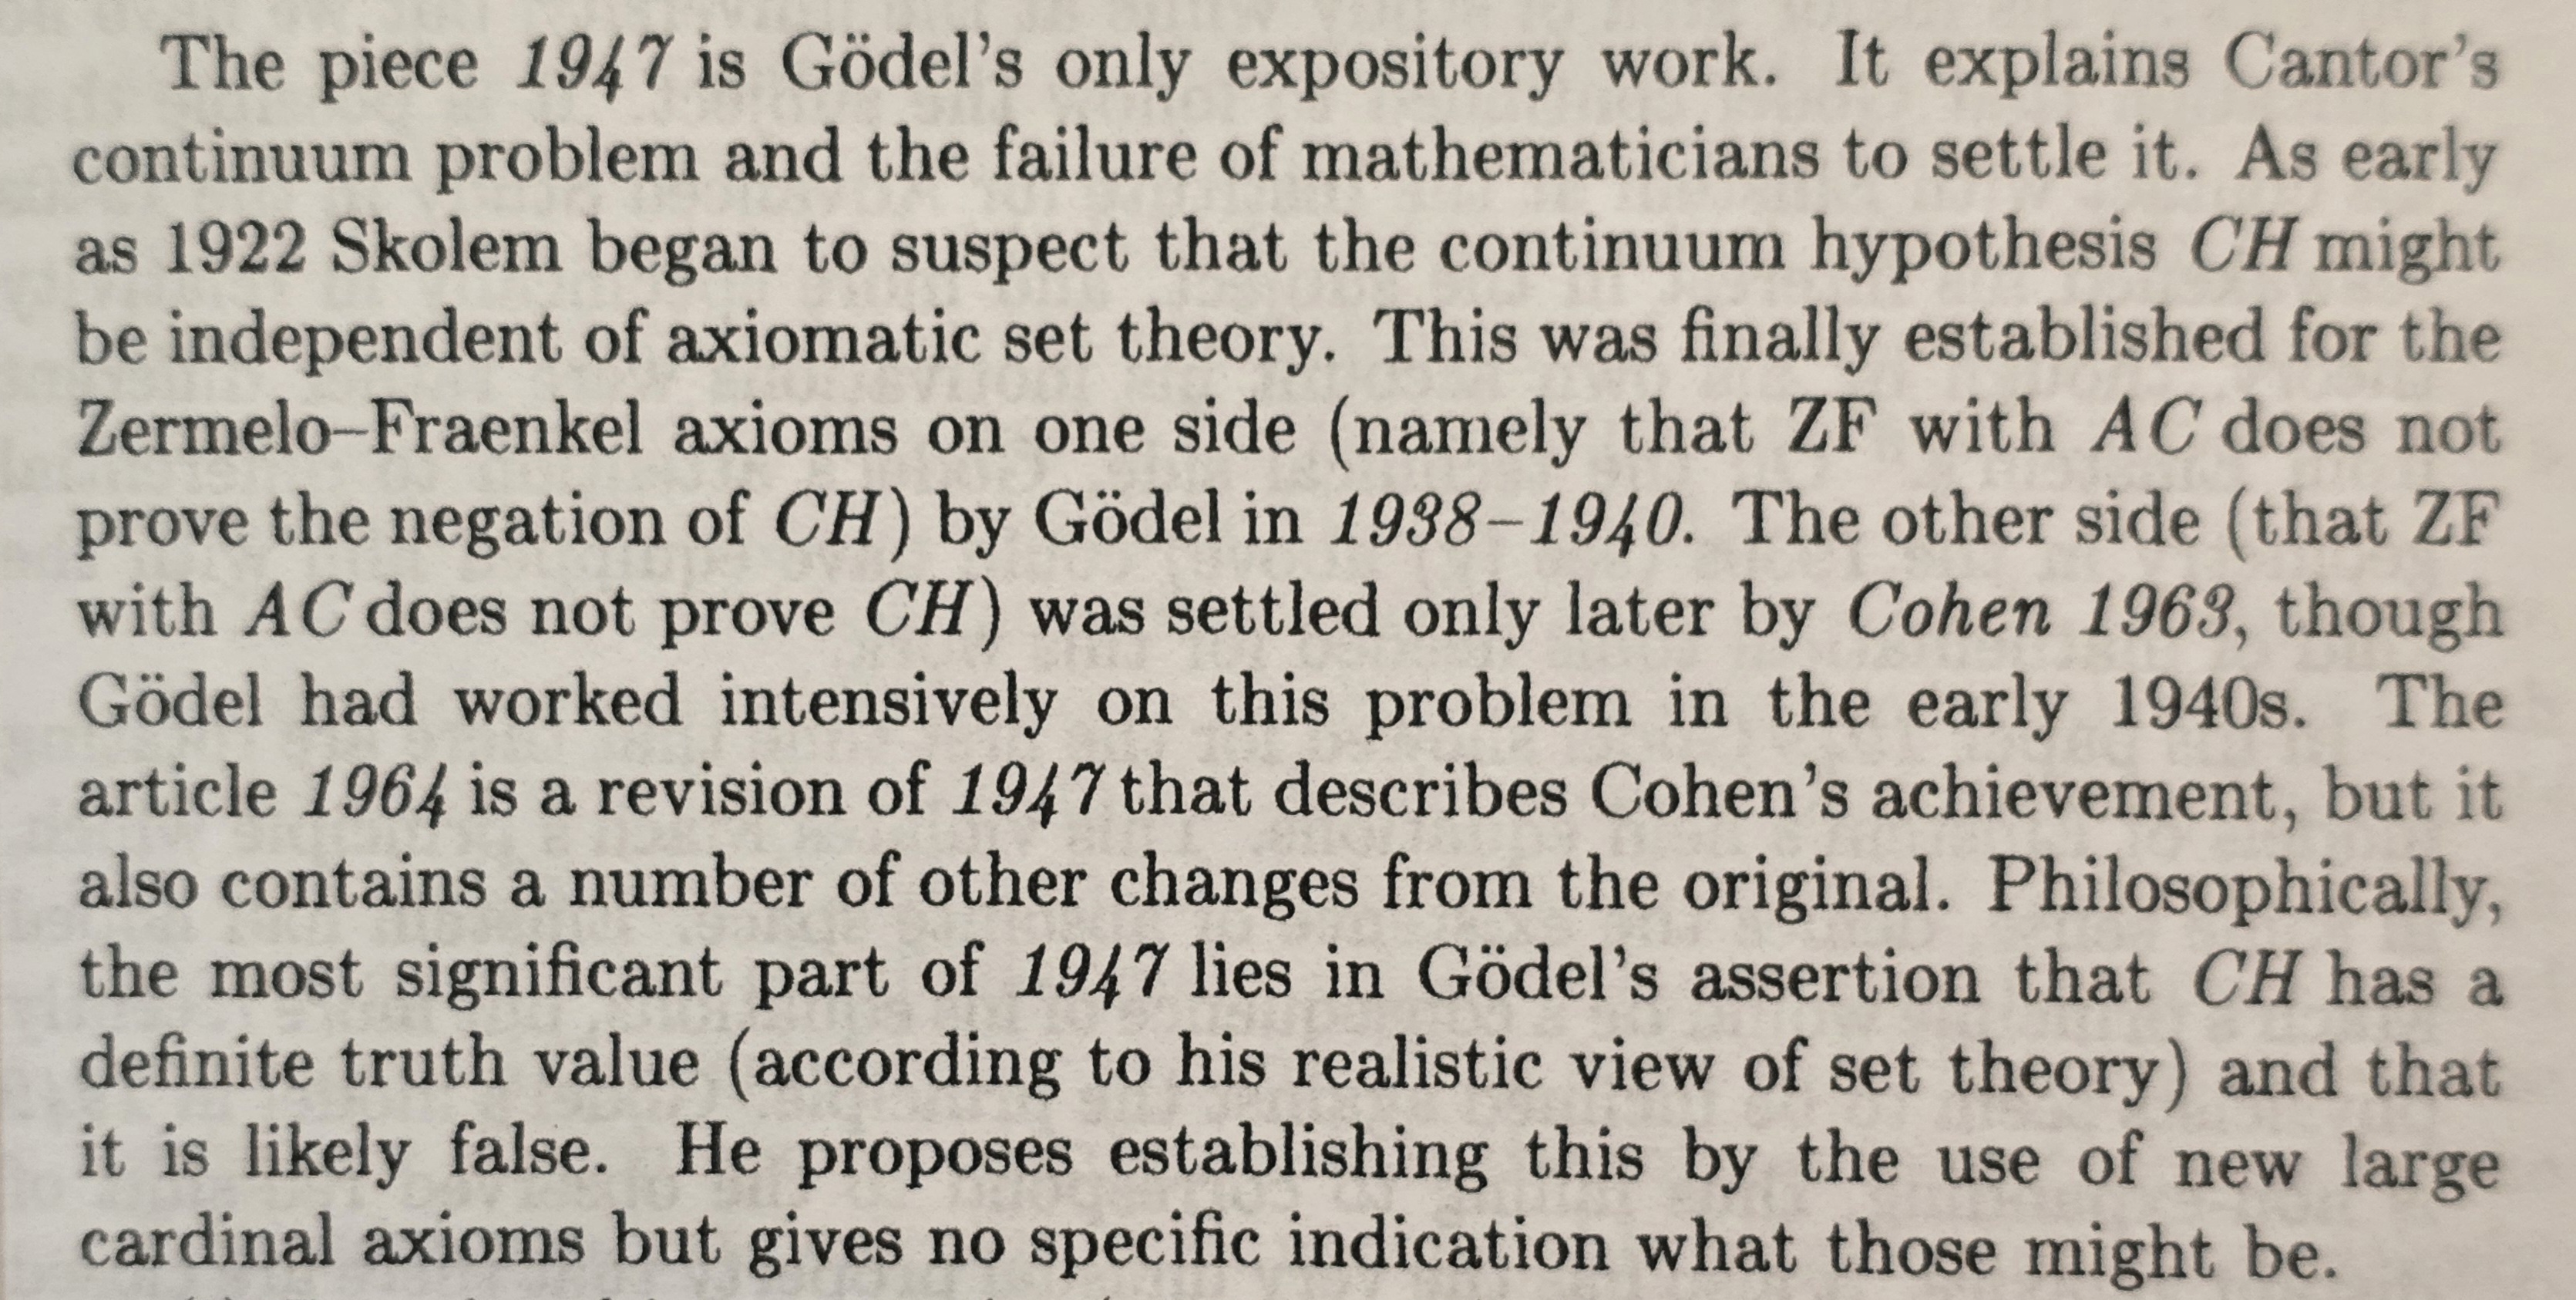 The piece 1947 is Gödel's only expository work. It explains Cantor's
continuum problem and the failure of mathematicians to settle it. As early
as 1922 Skolem began to suspect that the continuum hypothesis CH might
be independent of axiomatic set theory. This was finally established for the
Zermelo–Fraenkel axioms on one side (namely that ZF with AC does not
prove the negation of CH) by Gödel in 1938–1940. The other side (that ZF
with AC does not prove CH) was settled only later by Cohen 1963, though
Gödel had worked intensively on this problem in the early 1940s. The
article 1964 is a revision of 1947 that describes Cohen's achievement, but it
also contains a number of other changes from the original. Philosophically,
the most significant part of 1947 lies in Gödel's assertion that CH has a
definite truth value (according to his realistic view of set theory) and that
it is likely false. He proposes establishing this by the use of new large
cardinal axioms but gives no specific indication what those might be.